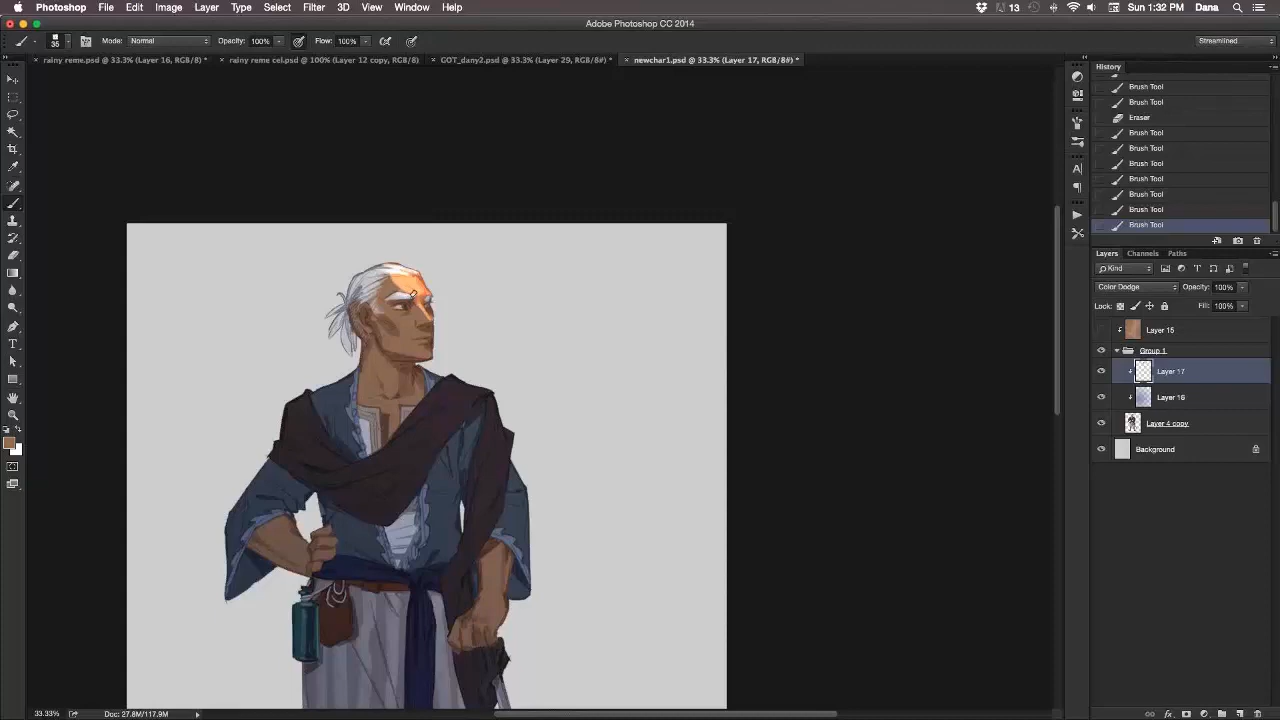 Photoshop File Edit Image Layer Type Select Filter 3D View Window Help 13 Sun 1:32 PM Dana
Adobe Photoshop CC 2014
35 Mode: Normal Opacity: 100% Flow: 100% Streamlined
rainy reme.psd @ 33.3% (Layer 16, RGB/8) * rainy reme cel.psd @ 100% (Layer 12 copy, RGB/8) GOT_dany2.psd @ 33.3% (Layer 29, RGB/8#) * newchar1.psd @ 33.3% (Layer 17, RGB/8#) *
History
Brush Tool
Brush Tool
Eraser
Brush Tool
Brush Tool
Brush Tool
Brush Tool
Brush Tool
Brush Tool
Brush Tool
Layers Channels Paths
Kind
Color Dodge Opacity: 100%
Lock: Fill: 100%
Layer 15
Group 1
Layer 17
Layer 16
Layer 4 copy
Background
33.33% Doc: 27.8M/117.9M